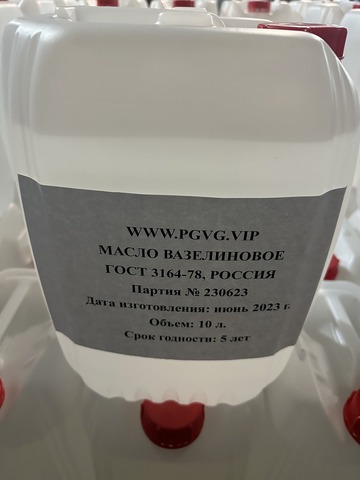 WWW.PGVG.VIP
МАСЛО ВАЗЕЛИНОВОЕ
ГОСТ 3164-78, РОССИЯ
Партия № 230623
Дата изготовления: июнь 2023 г.
Объем: 10 л.
Срок годности: 5 лет